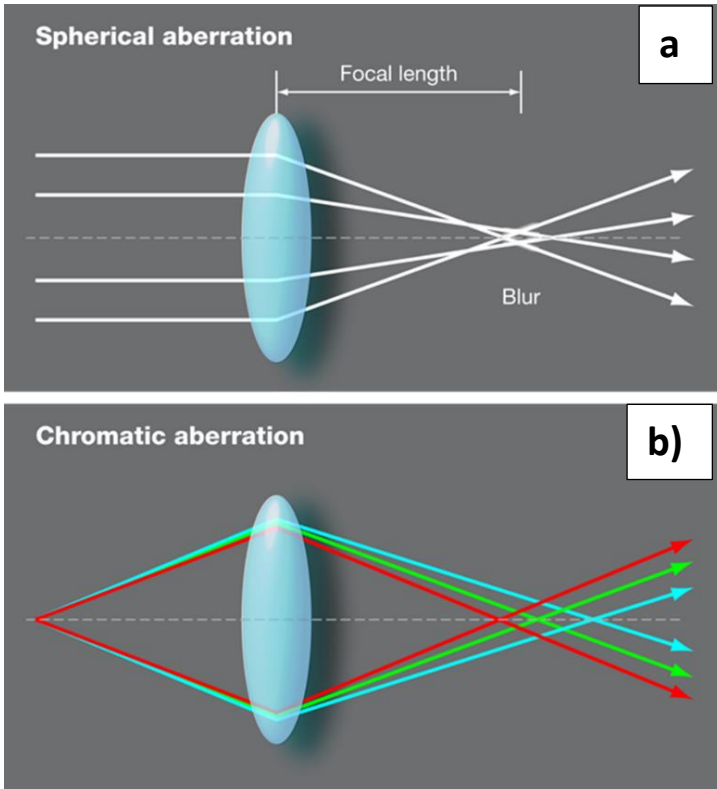 Spherical aberration
a
Focal length
Blur
Chromatic aberration
b)